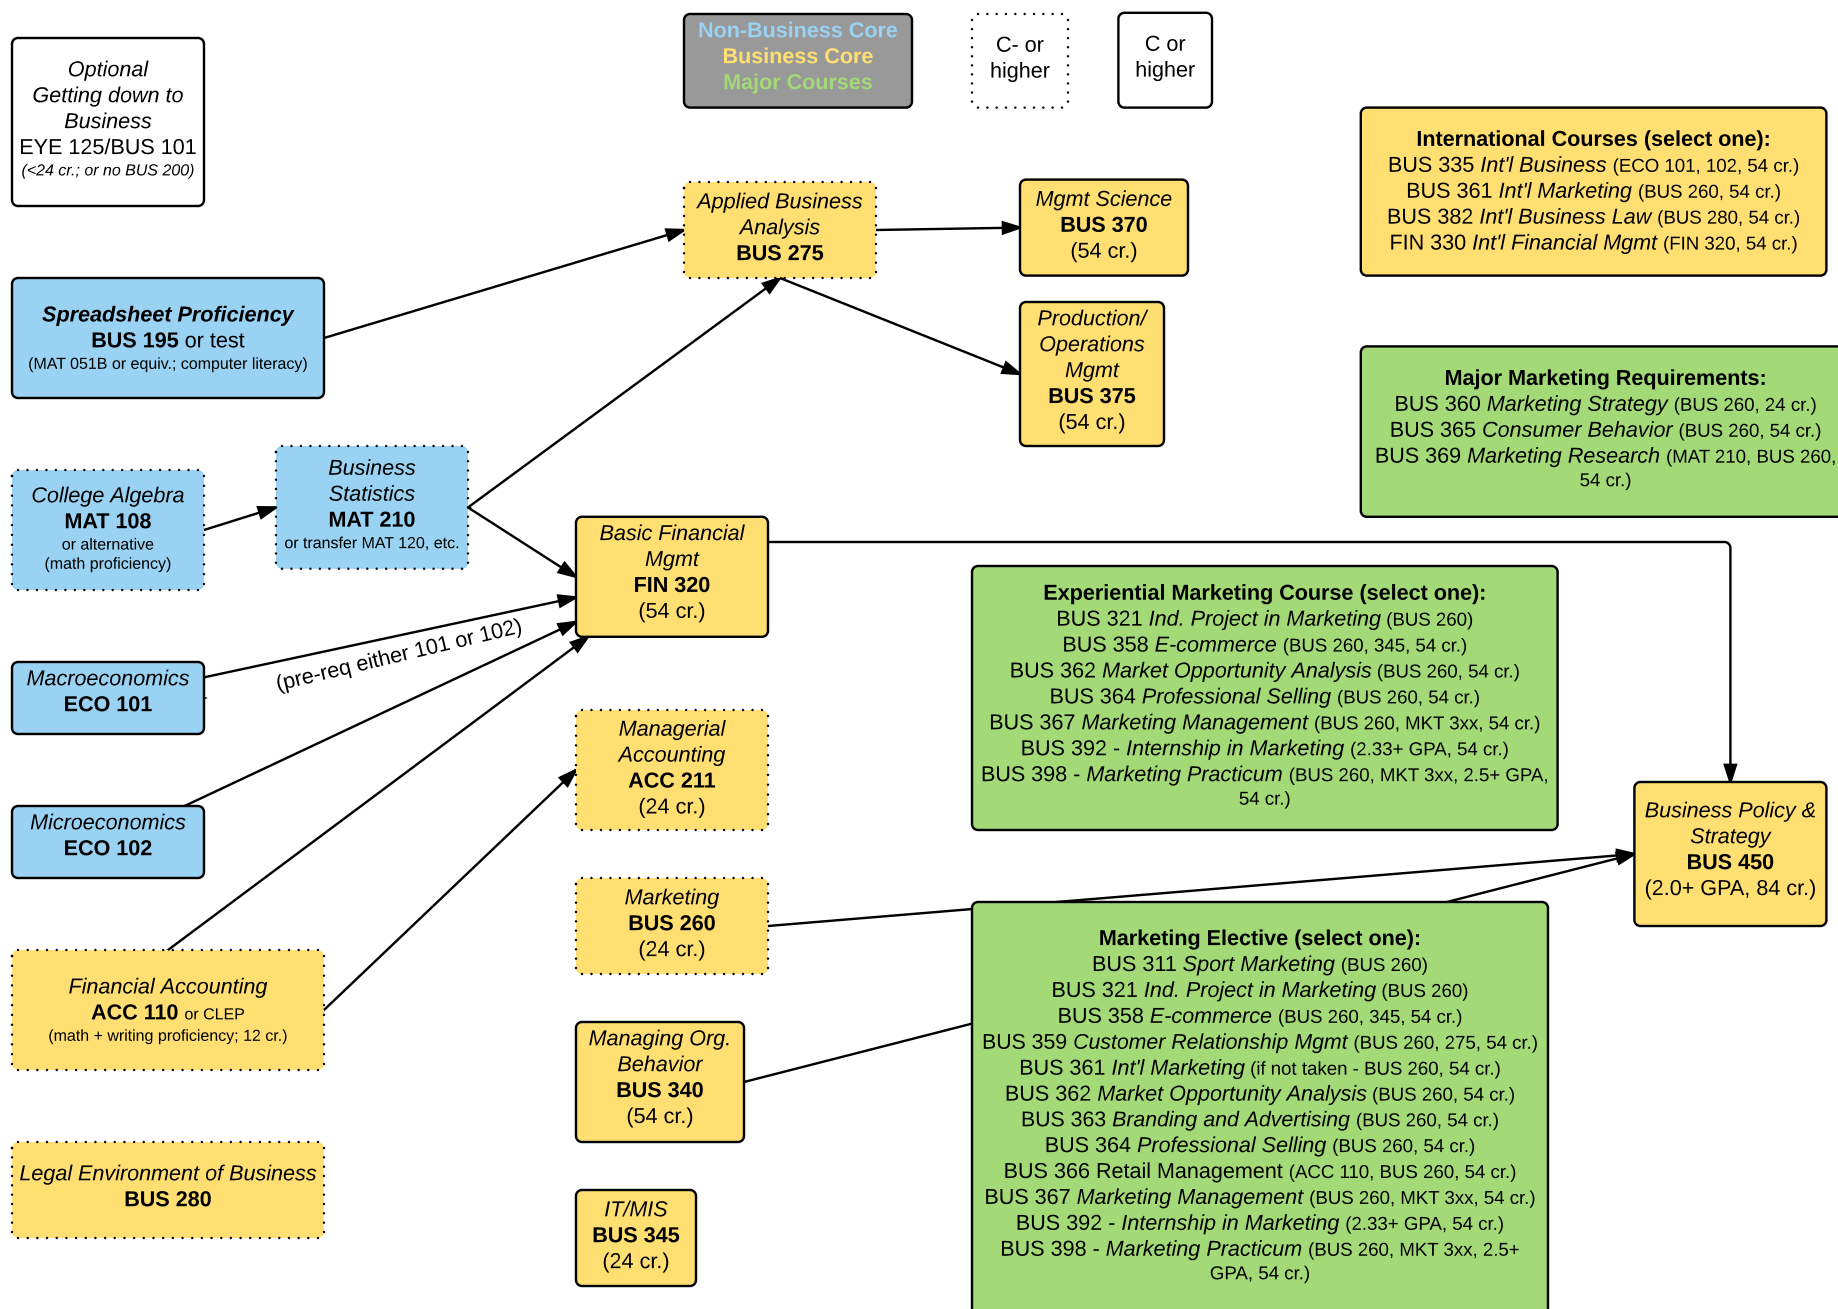 Non-Business Core
Business Core
Major Courses
C- or
higher
C or
higher
Optional
Getting down to
Business
EYE 125/BUS 101
(<24 cr.; or no BUS 200)
International Courses (select one):
BUS 335 Int'l Business (ECO 101, 102, 54 cr.)
BUS 361 Int'l Marketing (BUS 260, 54 cr.)
BUS 382 Int'l Business Law (BUS 280, 54 cr.)
FIN 330 Int'l Financial Mgmt (FIN 320, 54 cr.)
Applied Business
Analysis
BUS 275
Mgmt Science
BUS 370
(54 cr.)
Spreadsheet Proficiency
BUS 195 or test
(MAT 051B or equiv.; computer literacy)
Production/
Operations
Mgmt
BUS 375
(54 cr.)
Major Marketing Requirements:
BUS 360 Marketing Strategy (BUS 260, 24 cr.)
BUS 365 Consumer Behavior (BUS 260, 54 cr.)
BUS 369 Marketing Research (MAT 210, BUS 260,
54 cr.)
College Algebra
MAT 108
or alternative
(math proficiency)
Business
Statistics
MAT 210
or transfer MAT 120, etc.
Basic Financial
Mgmt
FIN 320
(54 cr.)
(pre-req either 101 or 102)
Experiential Marketing Course (select one):
BUS 321 Ind. Project in Marketing (BUS 260)
BUS 358 E-commerce (BUS 260, 345, 54 cr.)
BUS 362 Market Opportunity Analysis (BUS 260, 54 cr.)
BUS 364 Professional Selling (BUS 260, 54 cr.)
BUS 367 Marketing Management (BUS 260, MKT 3xx, 54 cr.)
BUS 392 - Internship in Marketing (2.33+ GPA, 54 cr.)
BUS 398 - Marketing Practicum (BUS 260, MKT 3xx, 2.5+ GPA,
54 cr.)
Macroeconomics
ECO 101
Managerial
Accounting
ACC 211
(24 cr.)
Microeconomics
ECO 102
Business Policy &
Strategy
BUS 450
(2.0+ GPA, 84 cr.)
Marketing
BUS 260
(24 cr.)
Financial Accounting
ACC 110 or CLEP
(math + writing proficiency; 12 cr.)
Managing Org.
Behavior
BUS 340
(54 cr.)
Marketing Elective (select one):
BUS 311 Sport Marketing (BUS 260)
BUS 321 Ind. Project in Marketing (BUS 260)
BUS 358 E-commerce (BUS 260, 345, 54 cr.)
BUS 359 Customer Relationship Mgmt (BUS 260, 275, 54 cr.)
BUS 361 Int'l Marketing (if not taken - BUS 260, 54 cr.)
BUS 362 Market Opportunity Analysis (BUS 260, 54 cr.)
BUS 363 Branding and Advertising (BUS 260, 54 cr.)
BUS 364 Professional Selling (BUS 260, 54 cr.)
BUS 366 Retail Management (ACC 110, BUS 260, 54 cr.)
BUS 367 Marketing Management (BUS 260, MKT 3xx, 54 cr.)
BUS 392 - Internship in Marketing (2.33+ GPA, 54 cr.)
BUS 398 - Marketing Practicum (BUS 260, MKT 3xx, 2.5+
GPA, 54 cr.)
Legal Environment of Business
BUS 280
IT/MIS
BUS 345
(24 cr.)